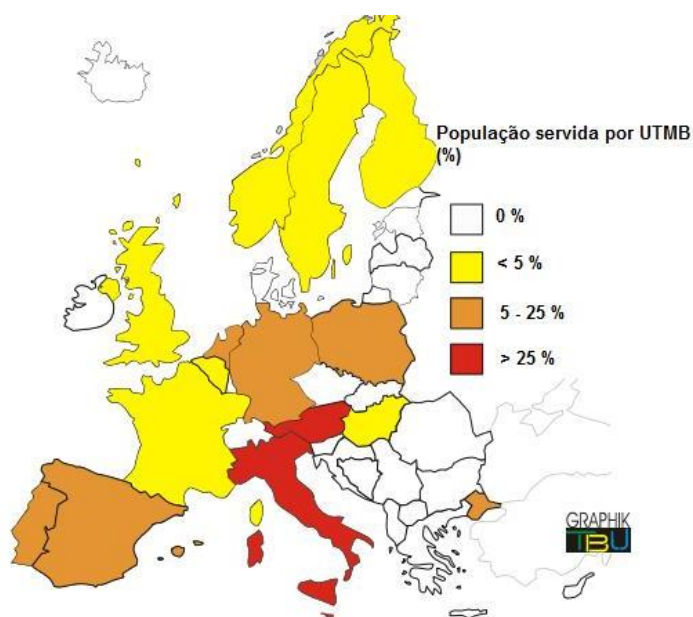 População servida por UTMB
(%)
0 %
< 5 %
5 - 25 %
> 25 %
GRAPHIK
TBU